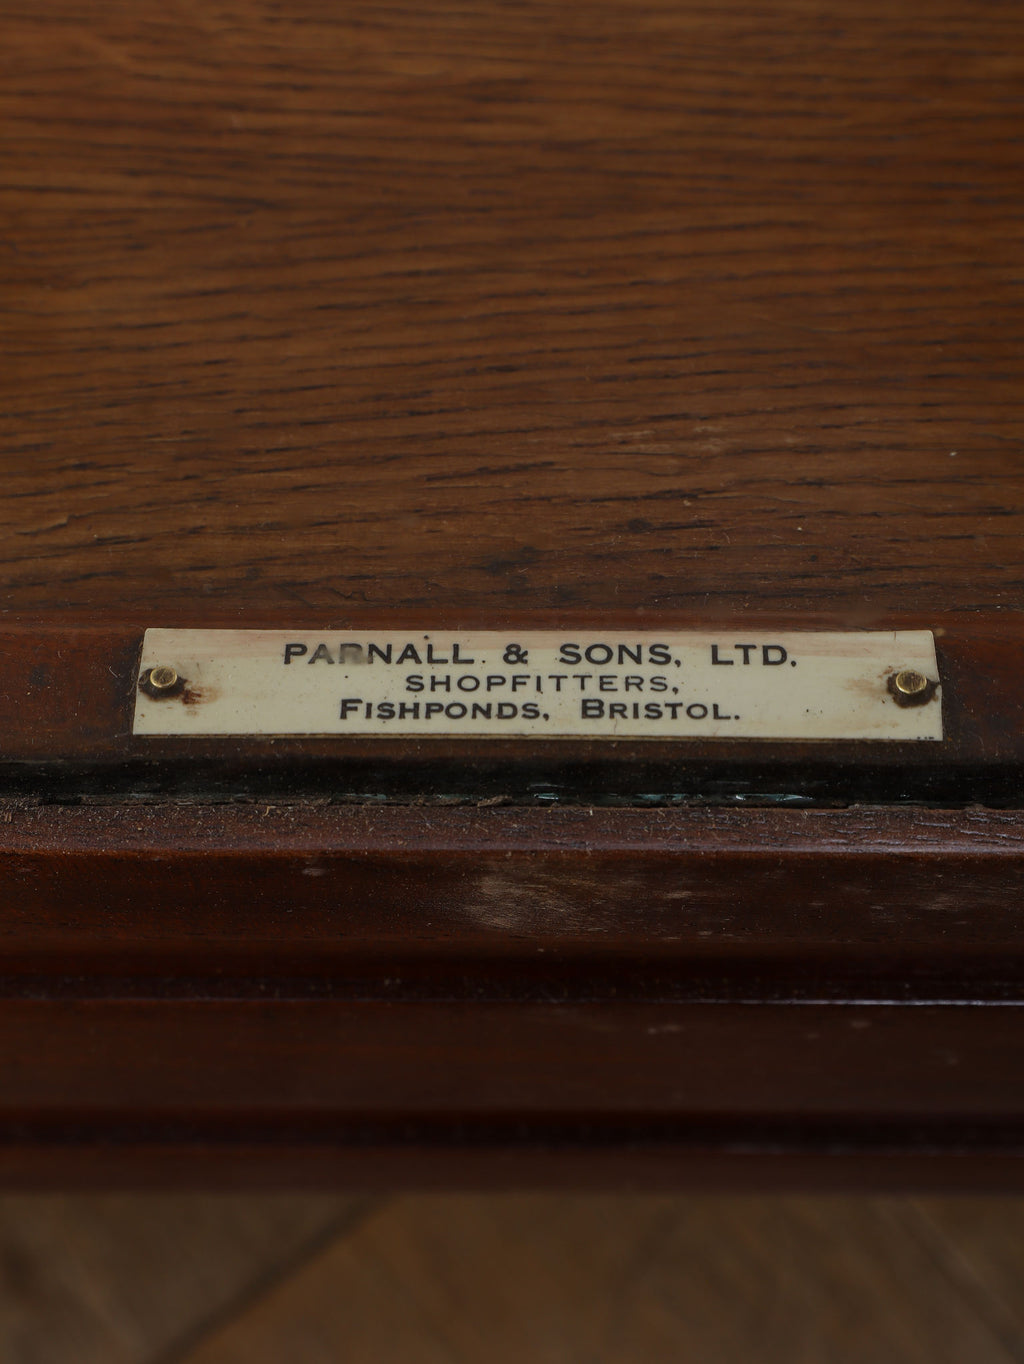 PARNALL & SONS, LTD,
SHOPFITTERS,
FISHPONDS, BRISTOL.